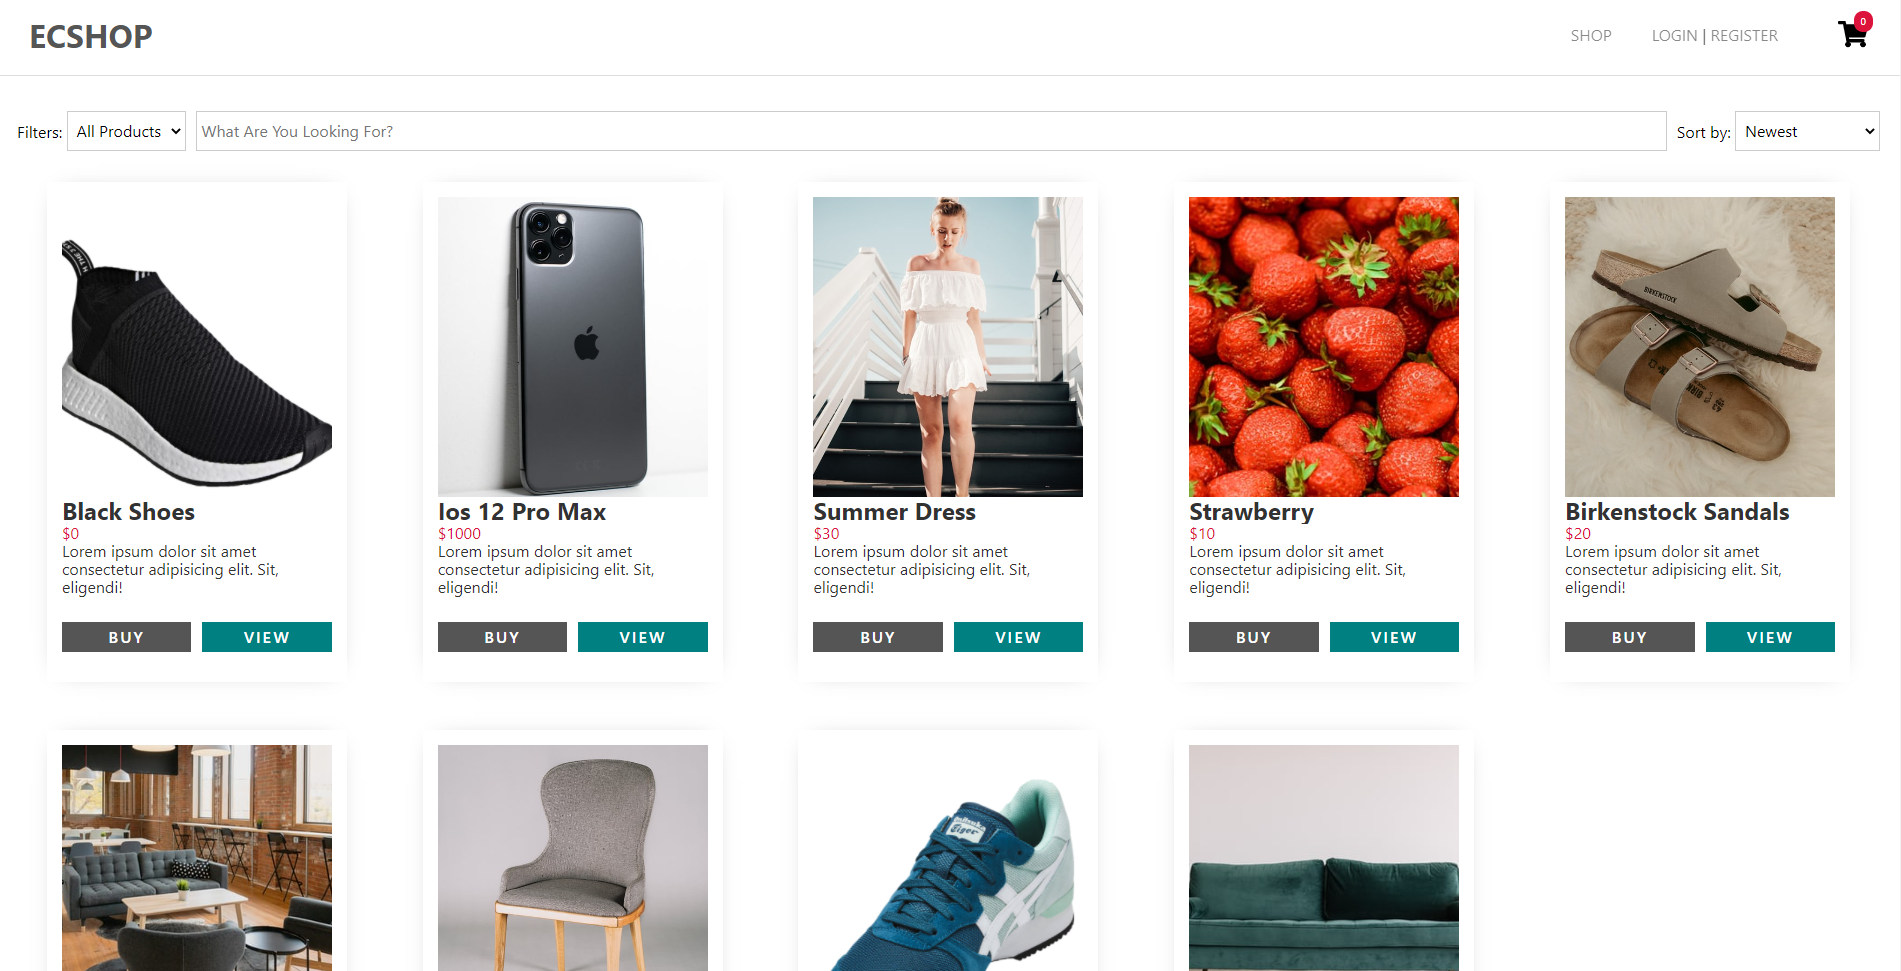 ECSHOP
SHOP LOGIN | REGISTER 0
Filters: All Products What Are You Looking For? Sort by: Newest
BIRKENSTOCK
Black Shoes
$0
Lorem ipsum dolor sit amet
consectetur adipisicing elit. Sit,
eligendi!
BUY VIEW
Ios 12 Pro Max
$1000
Lorem ipsum dolor sit amet
consectetur adipisicing elit. Sit,
eligendi!
BUY VIEW
Summer Dress
$30
Lorem ipsum dolor sit amet
consectetur adipisicing elit. Sit,
eligendi!
BUY VIEW
Strawberry
$10
Lorem ipsum dolor sit amet
consectetur adipisicing elit. Sit,
eligendi!
BUY VIEW
Birkenstock Sandals
$20
Lorem ipsum dolor sit amet
consectetur adipisicing elit. Sit,
eligendi!
BUY VIEW
Tiger